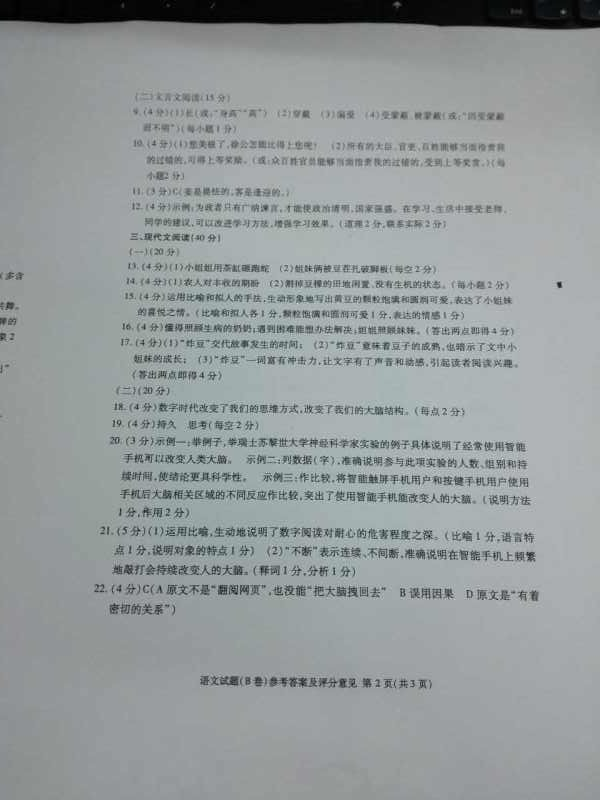 (二)文言文阅读(15分)
9.(4分)(1)长(或:“身高”“高”) (2)穿戴 (3)偏爱 (4)受蒙蔽,被蒙蔽(或:“因受蒙蔽
而不明”)(每小题1分)
10.(4分)(1)您美极了,徐公怎能比得上您呢! (2)所有的大臣、官吏、百姓能够当面指责我
的过错的,可得上等奖励。(或:众百姓官员能够当面指责我的过错的,受到上等奖赏。)(每
小题2分)
11.(3分)C(妾是畏怯的,客是逢迎的。)
12.(4分)示例:为政者只有广纳谏言,才能使政治清明,国家强盛。在学习、生活中接受老师、
同学的建议,可以改进学习方法,增强学习效果。(道理2分,联系实际2分)
三、现代文阅读(40分)
(一)(20分)
13.(4分)(1)小姐姐用茶缸砸跑蛇 (2)姐妹俩被豆茬扎破脚板(每空2分)
14.(4分)(1)农人对丰收的期盼 (2)割掉豆棵的田地闲置、没有生机的状态。(每小题2分)
15.(4分)运用比喻和拟人的手法,生动形象地写出黄豆的颗粒饱满和圆润可爱,表达了小姐妹
的喜悦之情。(比喻和拟人各1分,颗粒饱满和圆润可爱1分,表达的情感1分)
16.(4分)懂得照顾生病的奶奶;遇到困难能想办法解决;姐姐照顾妹妹。(答出两点即得4分)
17.(4分)(1)“炸豆”交代故事发生的时间; (2)“炸豆”意味着豆子的成熟,也暗示了文中小
姐妹的成长; (3)“炸豆”一词富有冲击力,让文字有了声音和动感,引起读者阅读兴趣。
(答出两点即得4分)
(二)(20分)
18.(4分)数字时代改变了我们的思维方式,改变了我们的大脑结构。(每点2分)
19.(4分)持久 思考(每空2分)
20.(3分)示例一:举例子,举瑞士苏黎世大学神经科学家实验的例子具体说明了经常使用智能
手机可以改变人类大脑。 示例二:列数据(字),准确说明参与此项实验的人数、组别和持
续时间,使结论更具科学性。 示例三:作比较,将智能触屏手机用户和按键手机用户使用
手机后大脑相关区域的不同反应作比较,突出了使用智能手机能改变人的大脑。(说明方法
1分,作用2分)
21.(5分)(1)运用比喻,生动地说明了数字阅读对耐心的危害程度之深。(比喻1分,语言特
点1分,说明对象的特点1分) (2)“不断”表示连续、不间断,准确说明在智能手机上频繁
地敲打会持续改变人的大脑。(释词1分,分析1分)
22.(4分)C(A原文不是“翻阅网页”,也没能“把大脑拽回去” B误用因果 D原文是“有着
密切的关系”)
语文试题(B卷)参考答案及评分意见 第2页(共3页)
(多含